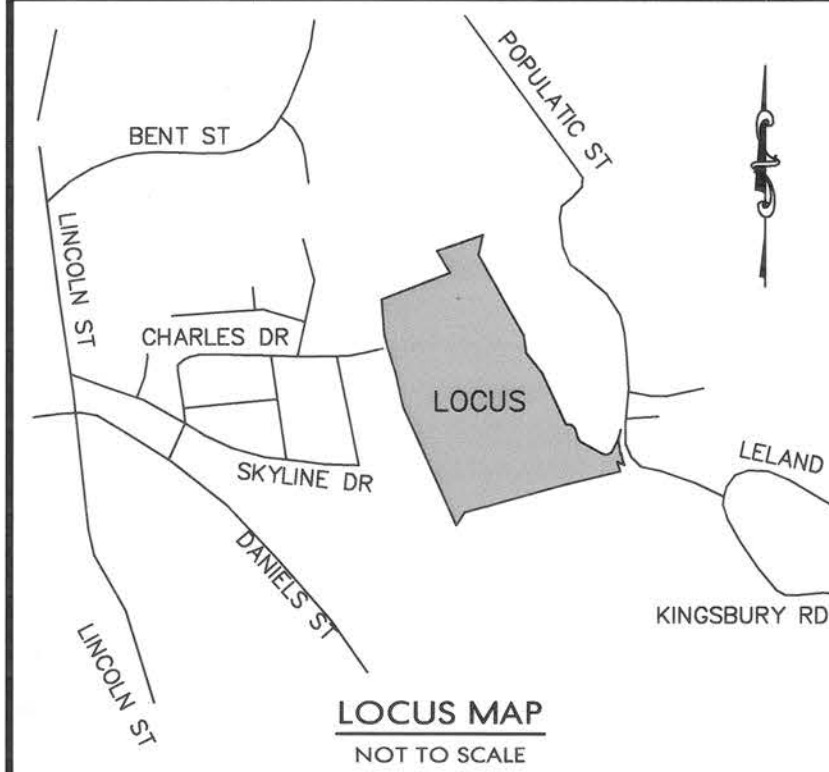 POPULATIC ST
BENT ST
LINCOLN ST
CHARLES DR
LOCUS
SKYLINE DR
LELAND
DANIELS ST
KINGSBURY RD
LINCOLN ST
LOCUS MAP
NOT TO SCALE